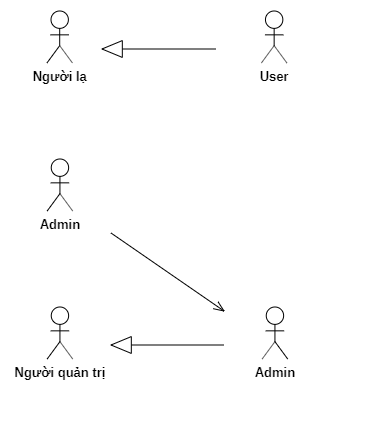 Người lạ
User
Admin
Người quản trị
Admin